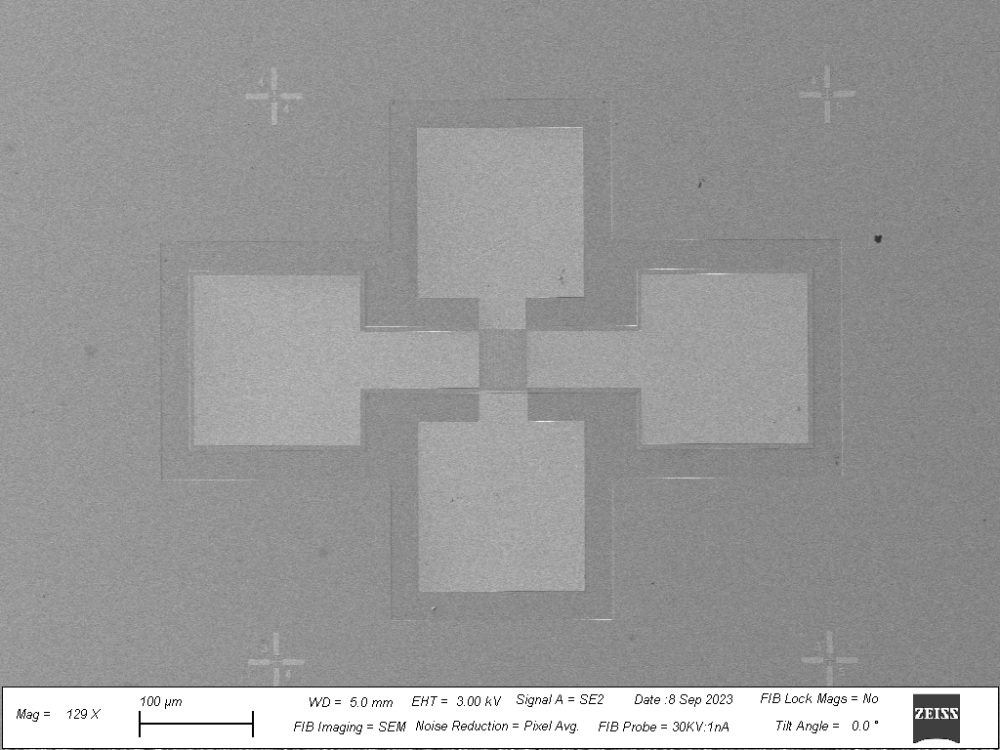 100 µm
Mag = 129 X
WD = 5.0 mm EHT = 3.00 kV Signal A = SE2 Date :8 Sep 2023 FIB Lock Mags = No
FIB Imaging = SEM Noise Reduction = Pixel Avg. FIB Probe = 30KV:1nA Tilt Angle = 0.0 °
ZEISS